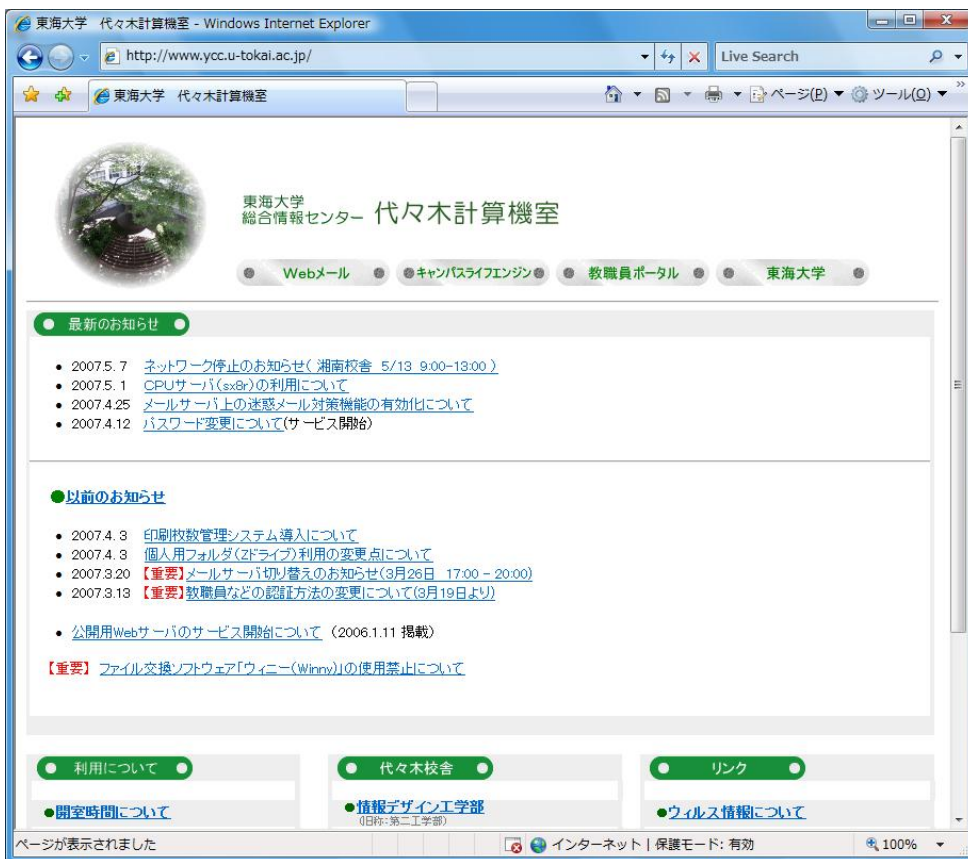 東海大学 代々木計算機室 - Windows Internet Explorer
http://www.ycc.u-tokai.ac.jp/
Live Search
東海大学 代々木計算機室
ページ(P)
ツール(O)
東海大学
総合情報センター 代々木計算機室
Webメール キャンパスライフエンジン 教職員ポータル 東海大学
最新のお知らせ
2007.5. 7 ネットワーク停止のお知らせ( 湘南校舎 5/13 9:00-13:00 )
2007.5. 1 CPUサーバ(sx8r)の利用について
2007.4.25 メールサーバ上の迷惑メール対策機能の有効化について
2007.4.12 パスワード変更について(サービス開始)
●以前のお知らせ
2007.4. 3 印刷枚数管理システム導入について
2007.4. 3 個人用フォルダ(Zドライブ)利用の変更点について
2007.3.20 【重要】メールサーバ切り替えのお知らせ(3月26日 17:00 - 20:00)
2007.3.13 【重要】教職員などの認証方法の変更について(3月19日より)
公開用Webサーバのサービス開始について (2006.1.11 掲載)
【重要】 ファイル交換ソフトウェア「ウィニー(Winny)」の使用禁止について
利用について 代々木校舎 リンク
●開室時間について ●情報デザイン工学部 ●ウィルス情報について
(旧称:第二工学部)
ページが表示されました インターネット | 保護モード: 有効 100%